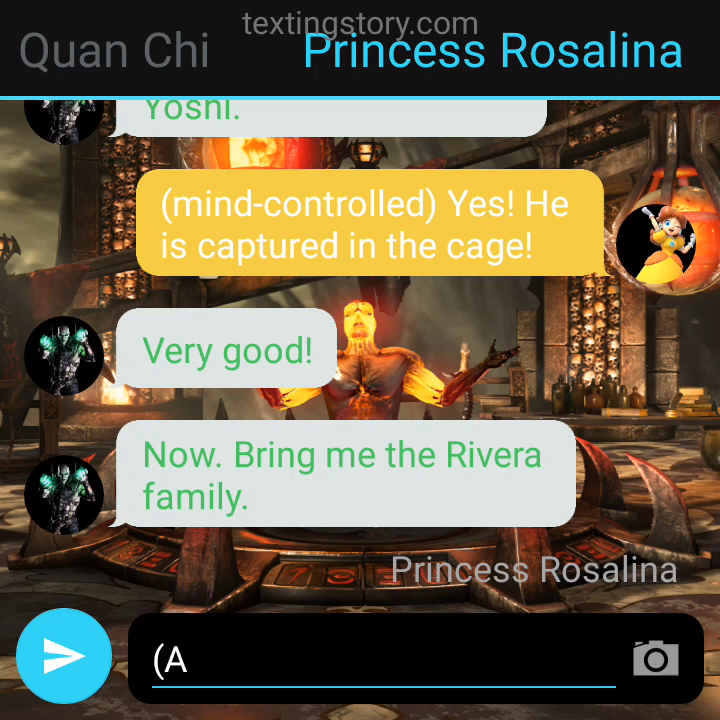 textingstory.com
Quan Chi
Princess Rosalina
Yoshi.
(mind-controlled) Yes! He
is captured in the cage!
Very good!
Now. Bring me the Rivera
family.
Princess Rosalina
(A